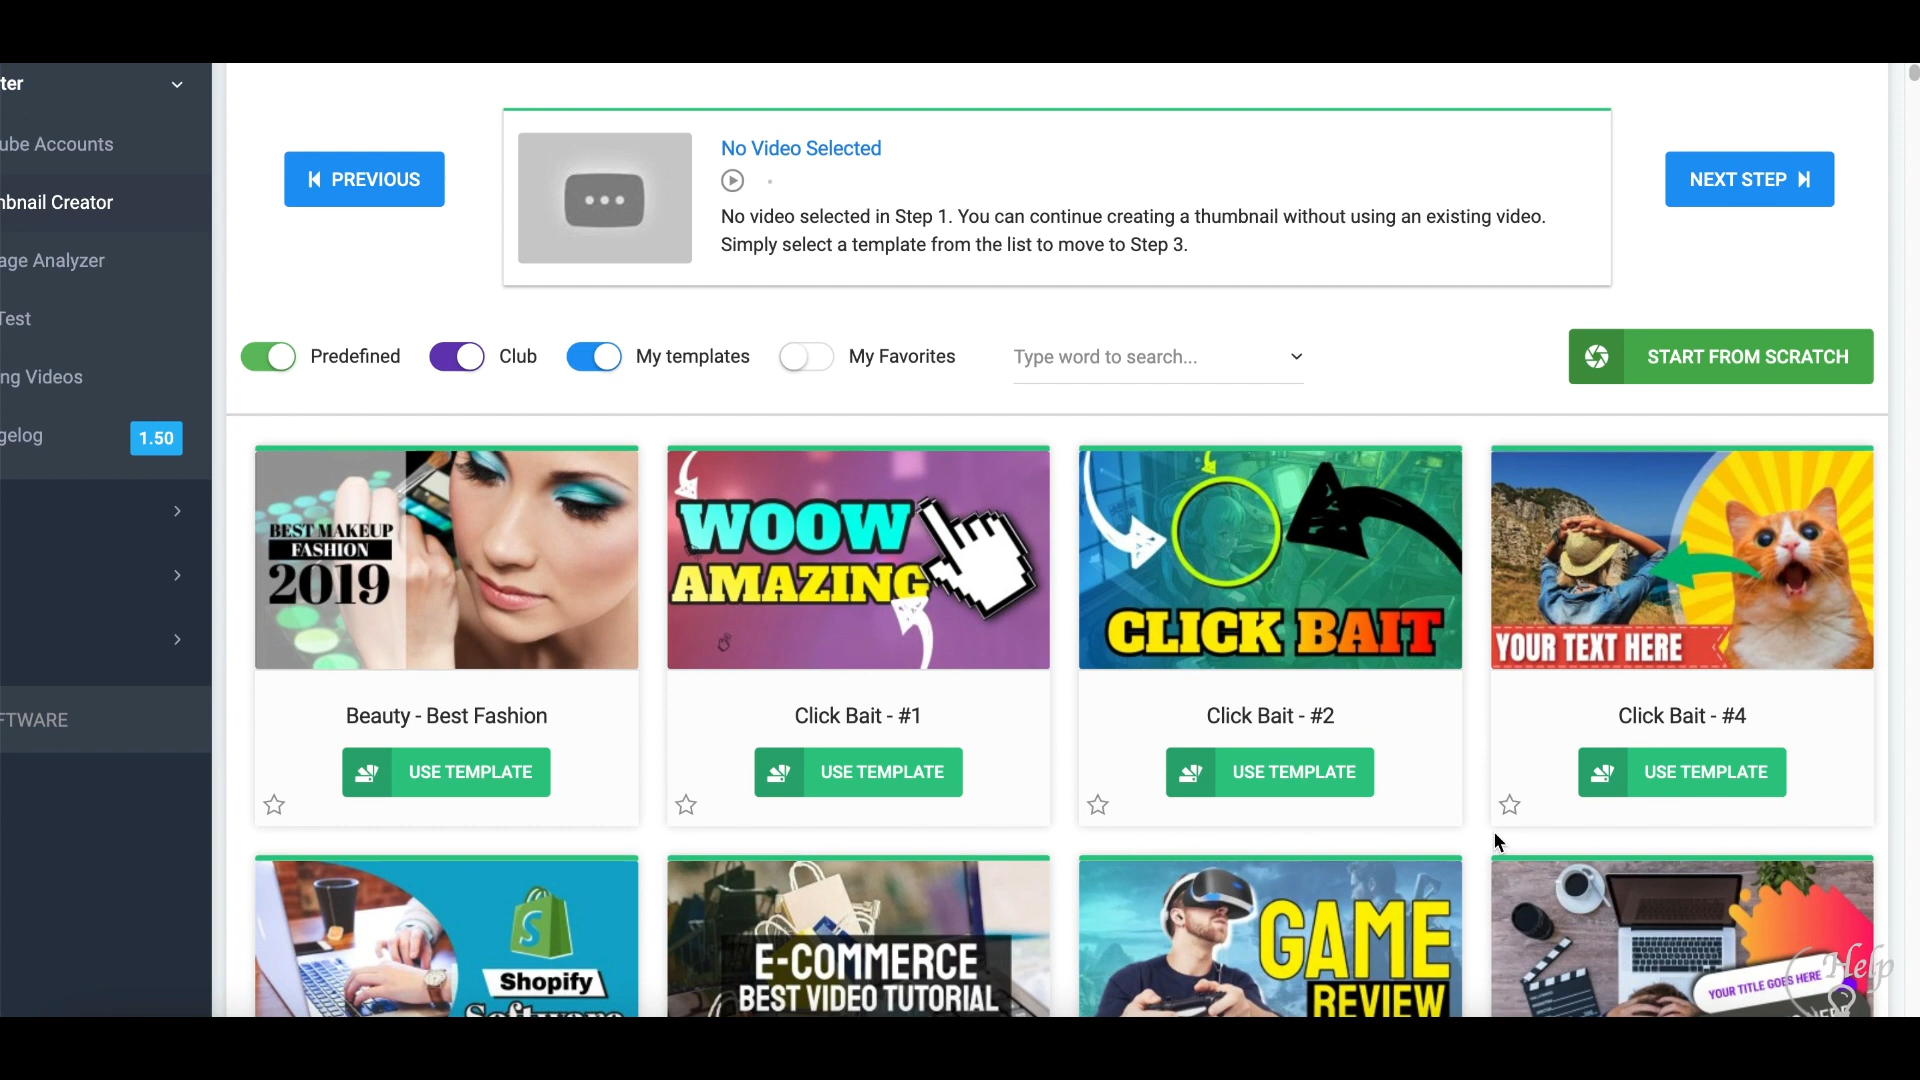 ter
ube Accounts
nbnail Creator
age Analyzer
Test
ng Videos
gelog
1.50
FTWARE
PREVIOUS
No Video Selected
No video selected in Step 1. You can continue creating a thumbnail without using an existing video.
Simply select a template from the list to move to Step 3.
NEXT STEP
Predefined
Club
My templates
My Favorites
Type word to search...
START FROM SCRATCH
BEST MAKEUP
FASHION
2019
WOOW
AMAZING
CLICK BAIT
YOUR TEXT HERE
Beauty - Best Fashion
Click Bait - #1
Click Bait - #2
Click Bait - #4
USE TEMPLATE
USE TEMPLATE
USE TEMPLATE
USE TEMPLATE
Shopify
Software
E-COMMERCE
BEST VIDEO TUTORIAL
GAME
REVIEW
YOUR TITLE GOES HERE
Help